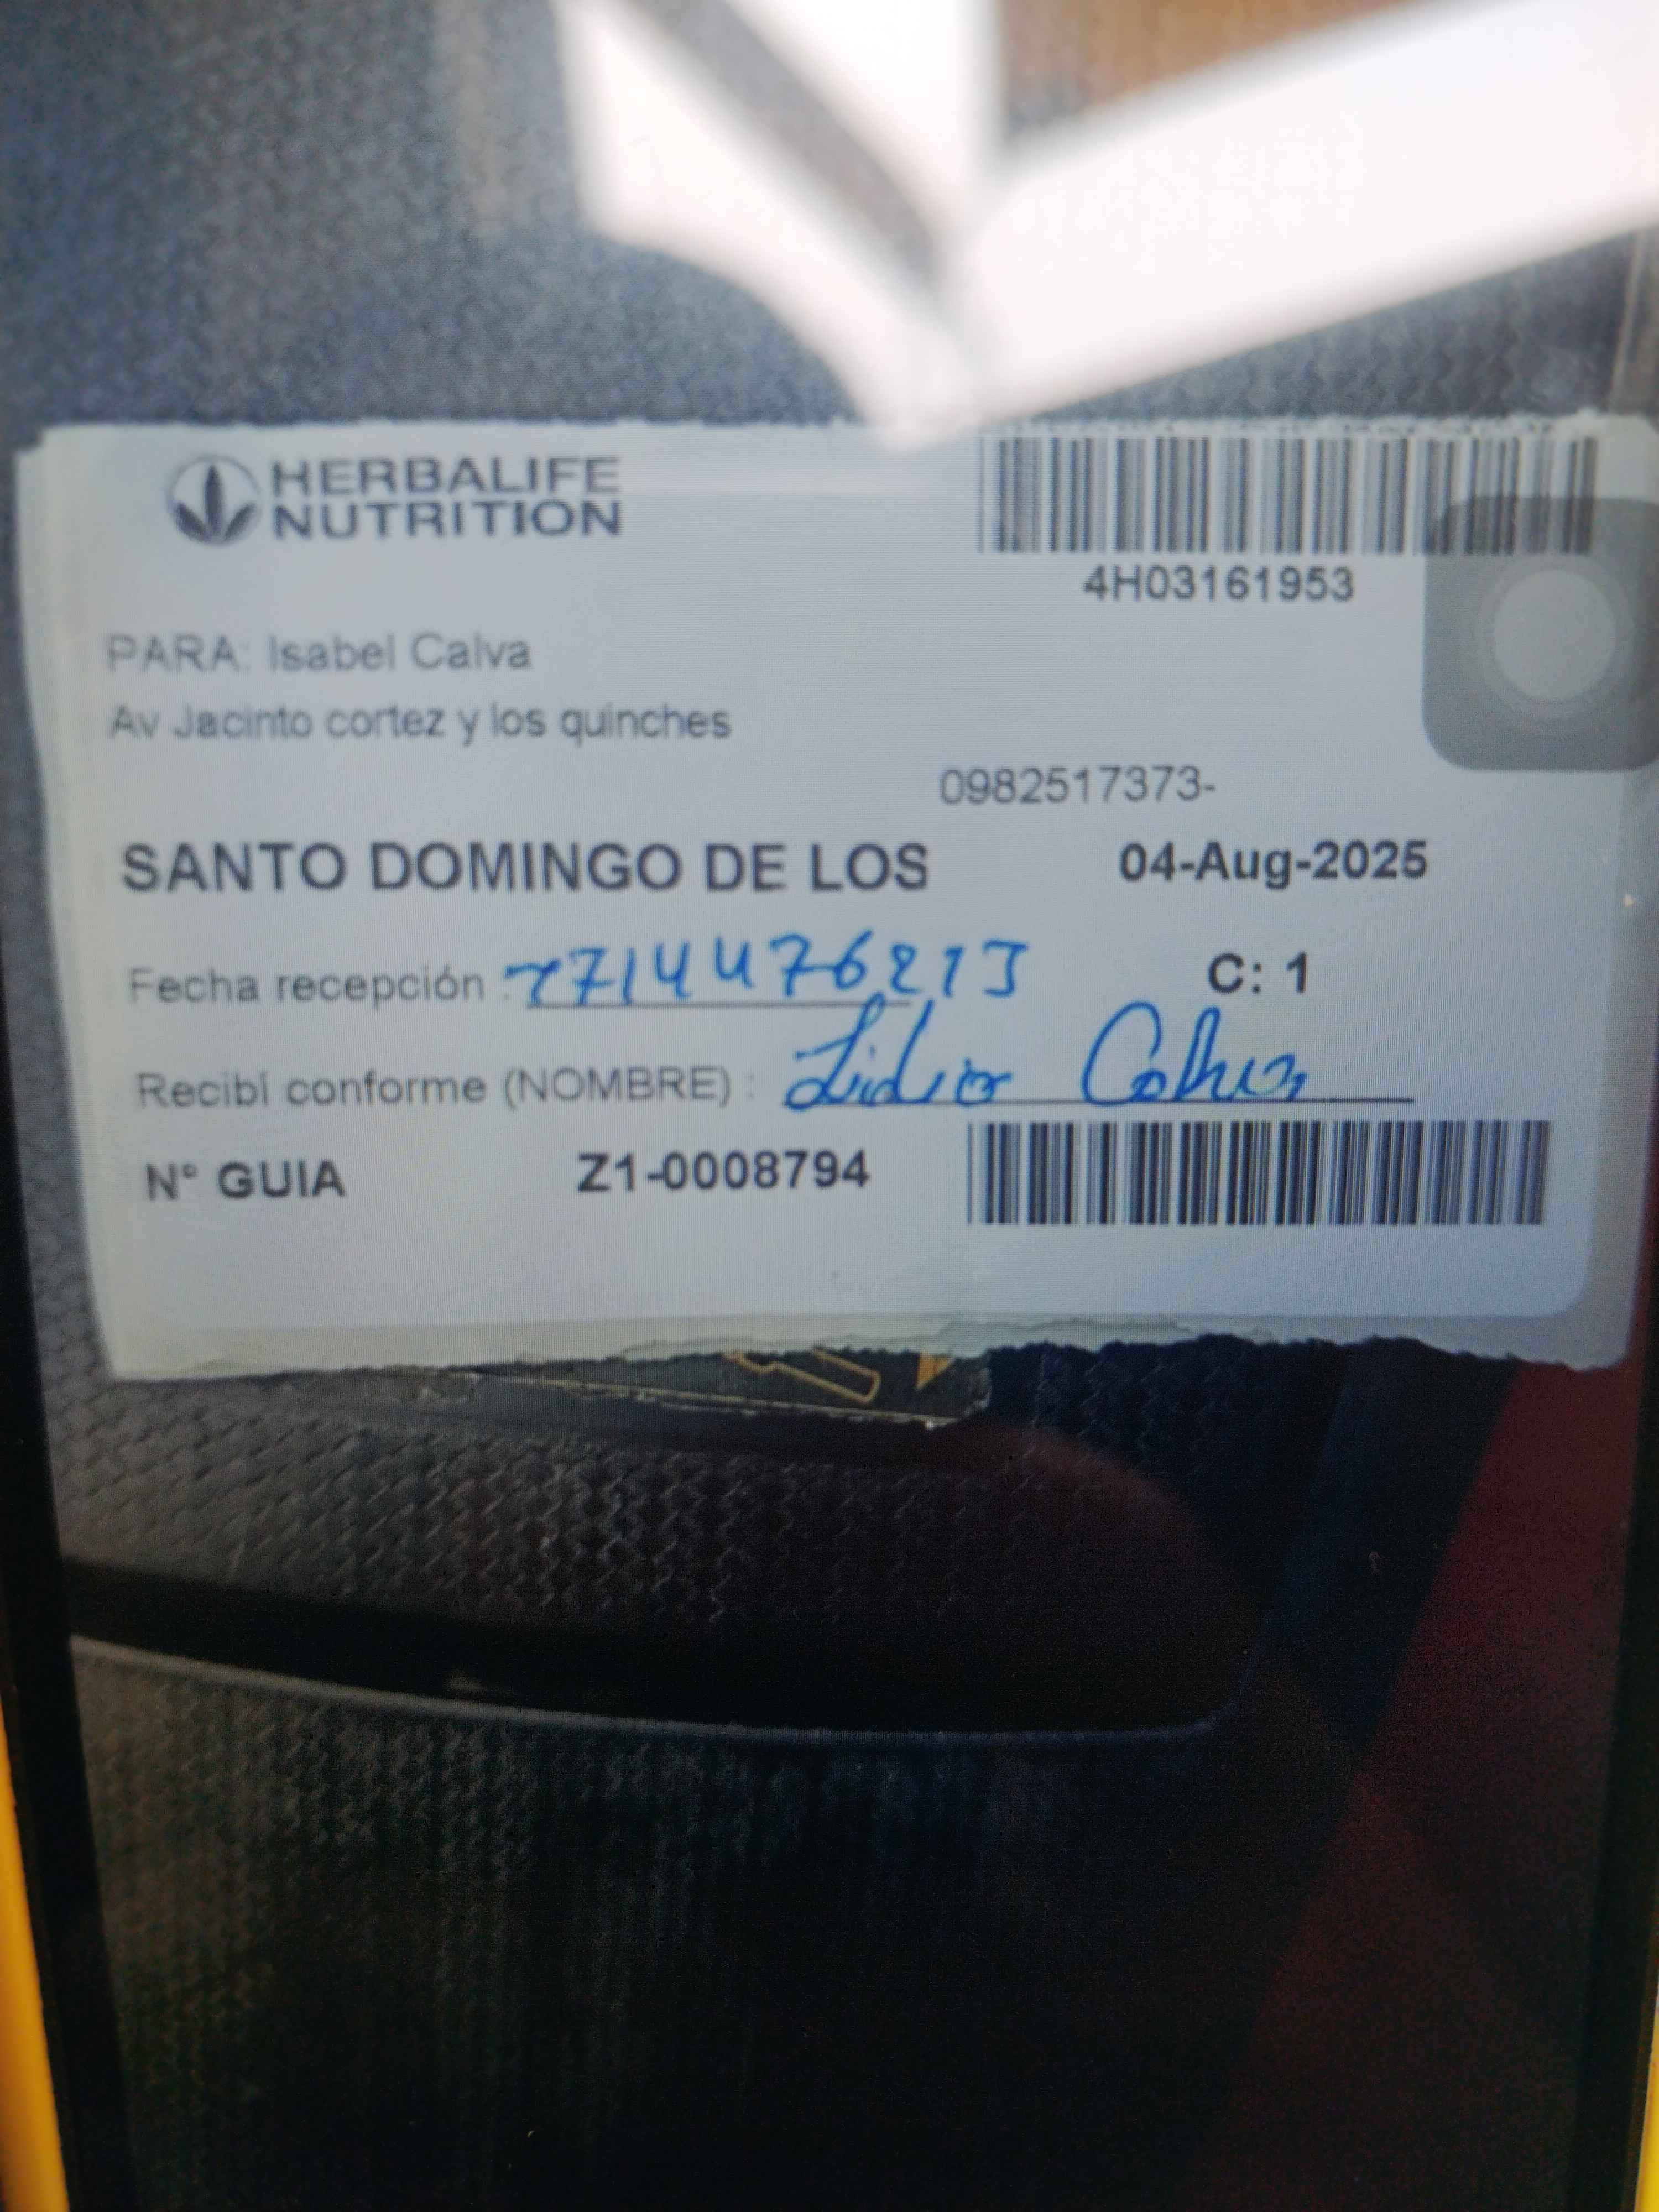 HERBALIFE
NUTRITION
4H03161953
PARA: Isabel Calva
Av Jacinto cortez y los quinches
0982517373-
SANTO DOMINGO DE LOS 04-Aug-2025
Fecha recepción : C: 1
Recibí conforme (NOMBRE) : Lidia
N° GUIA Z1-0008794